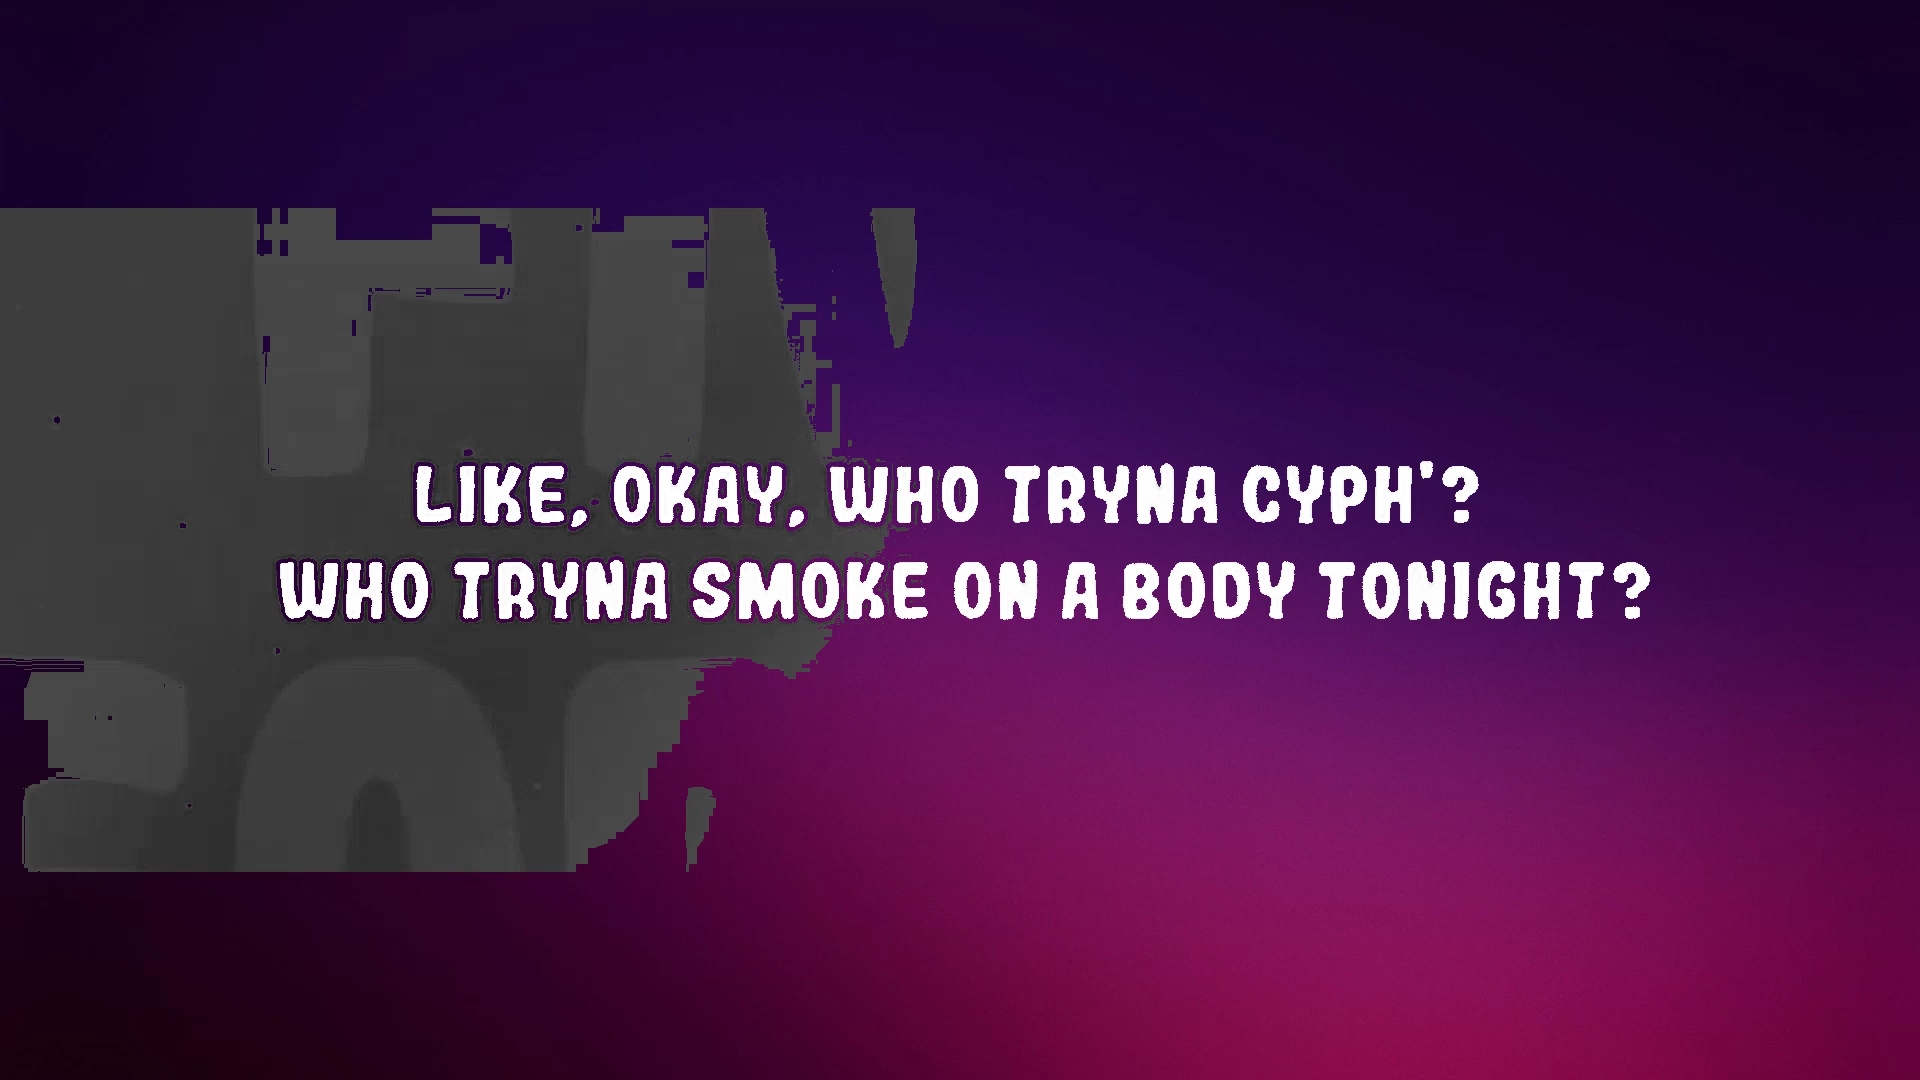 LIKE, OKAY, WHO TRYNA CYPH'?
WHO TRYNA SMOKE ON A BODY TONIGHT?